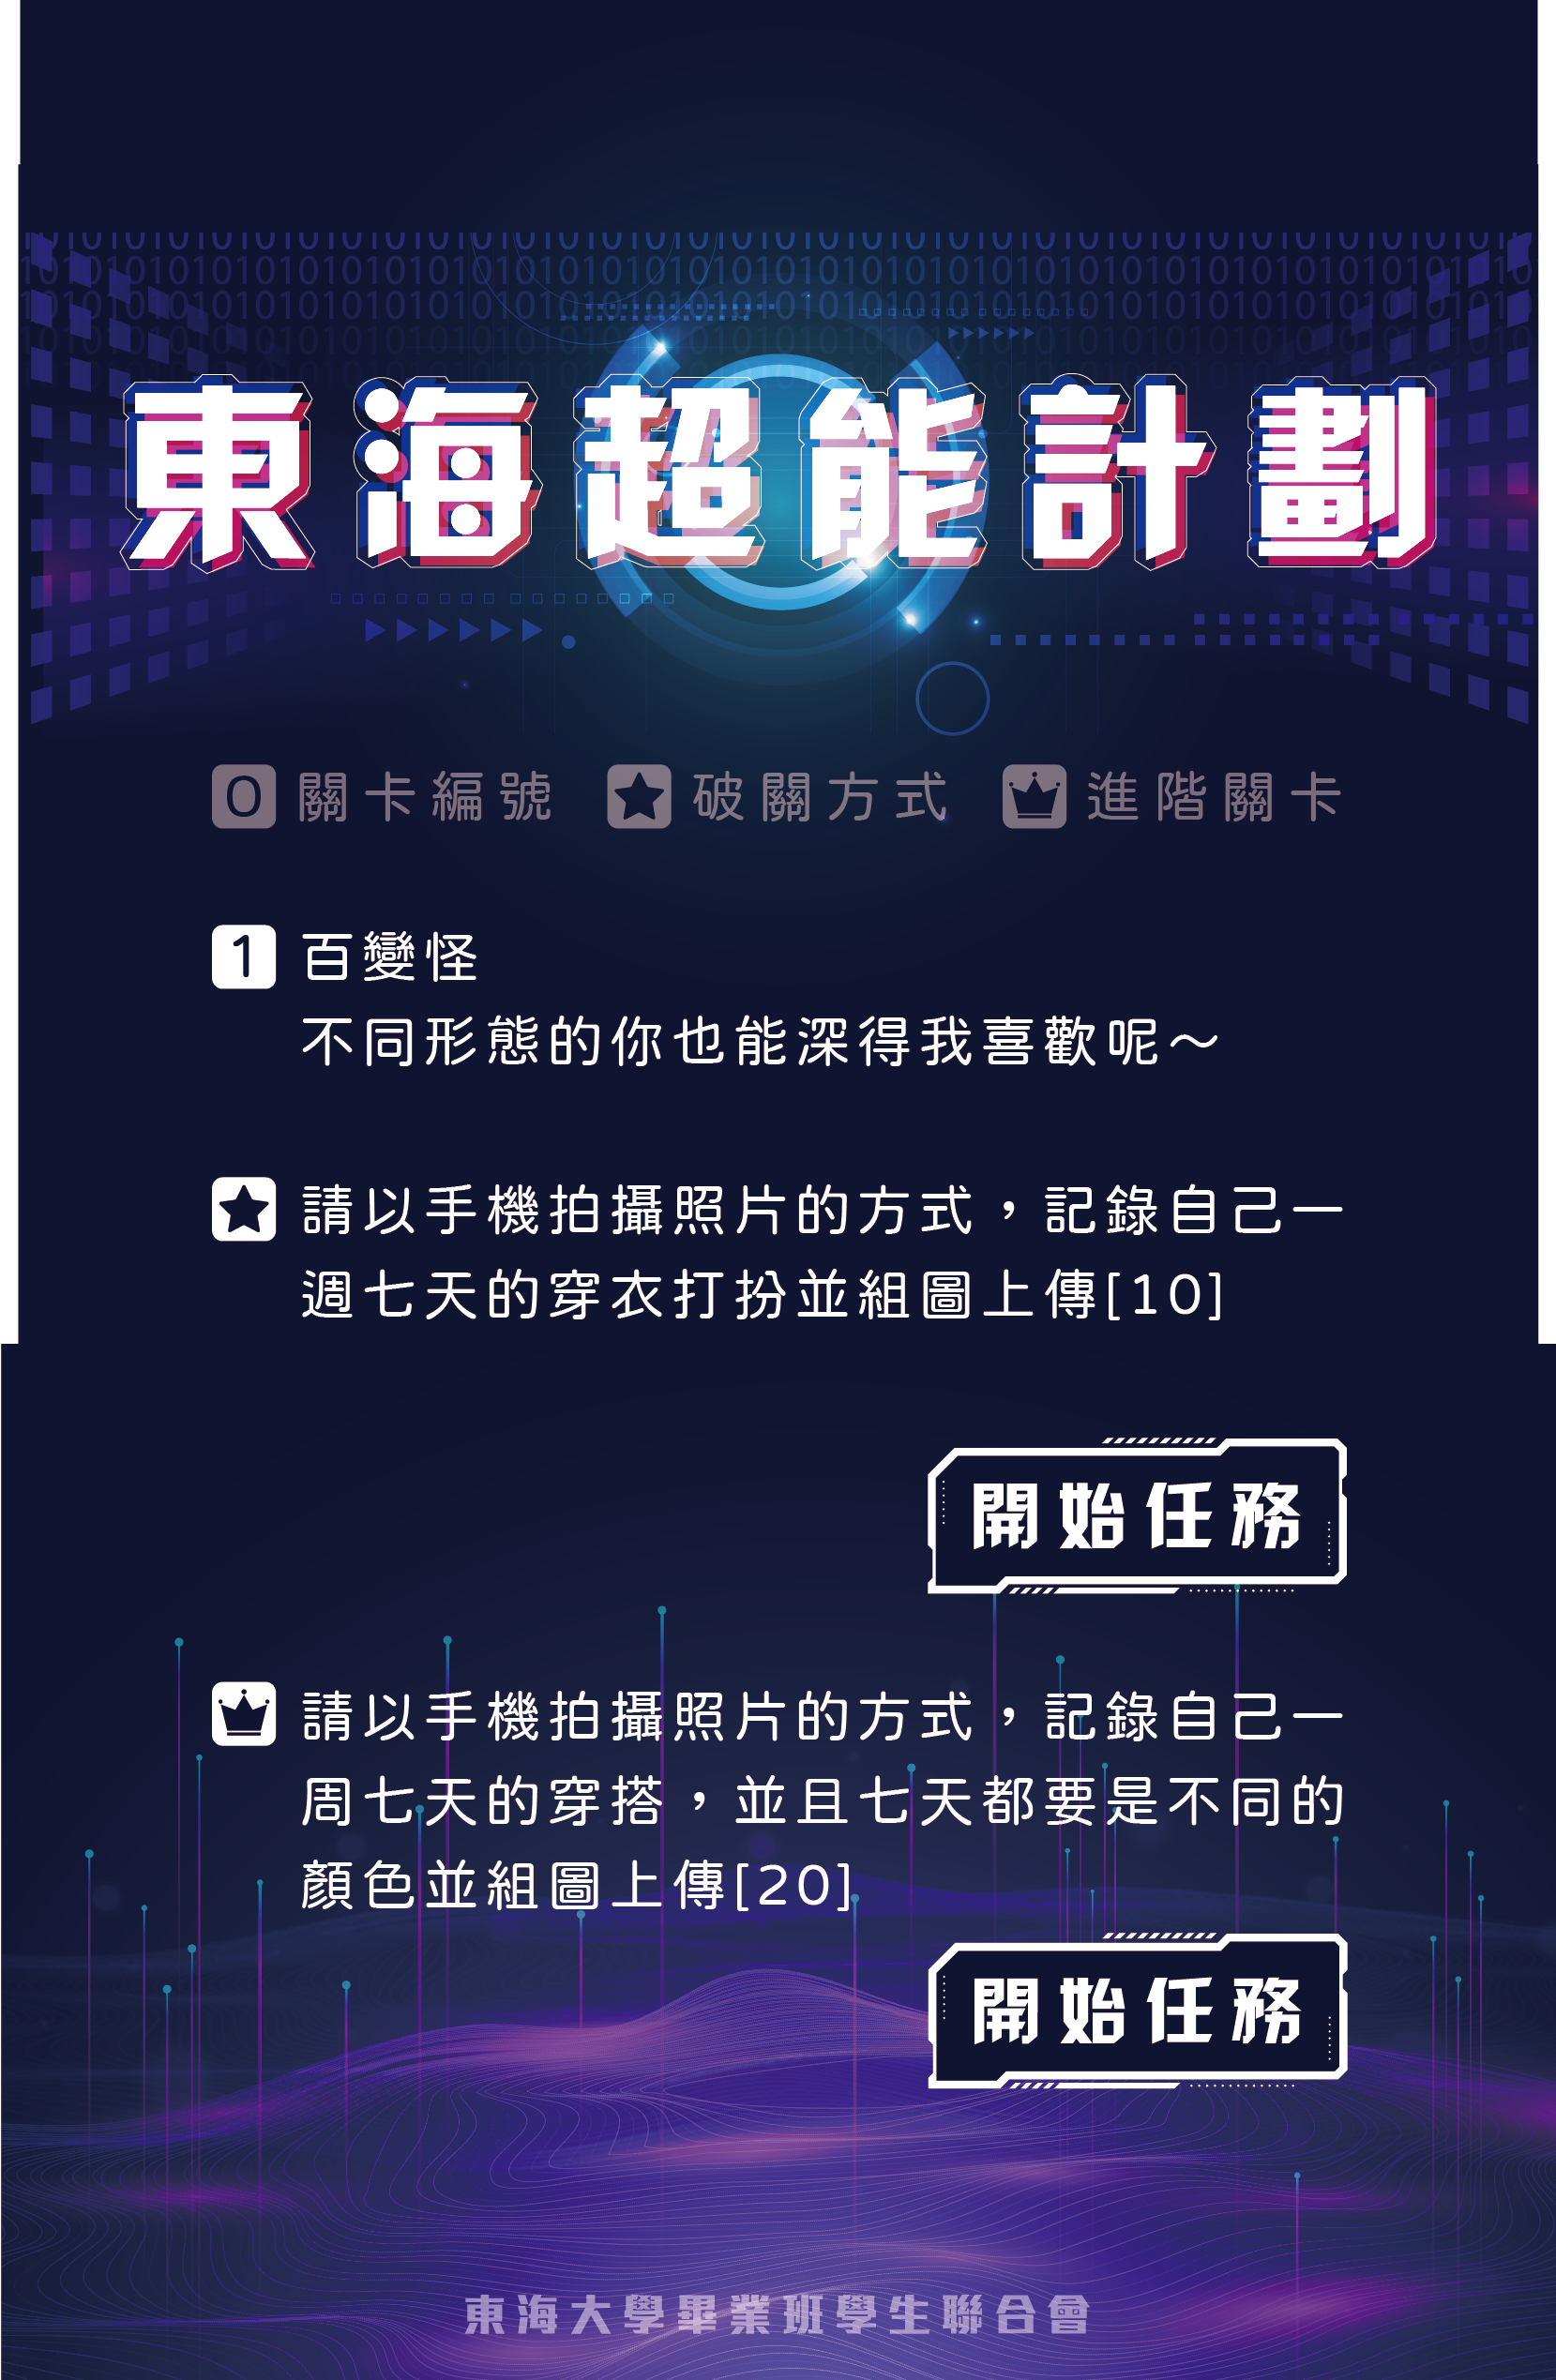 東海超能計劃
0 關卡編號 破關方式 進階關卡
1 百變怪
不同形態的你也能深得我喜歡呢～
請以手機拍攝照片的方式，記錄自己一
週七天的穿衣打扮並組圖上傳[10]
開始任務
請以手機拍攝照片的方式，記錄自己一
周七天的穿搭，並且七天都要是不同的
顏色並組圖上傳[20]
開始任務
東海大學畢業班學生聯合會